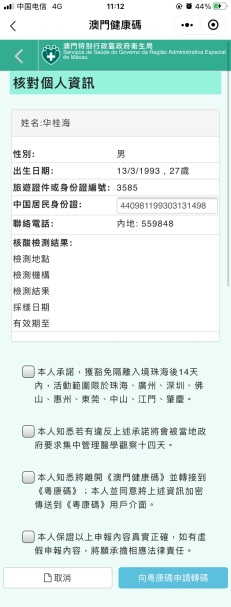 中国电信 4G 11:12 44%
澳門健康碼
澳門特別行政區政府衛生局
Serviços de Saúde do Governo da Região Administrativa Especial de Macau
核對個人資訊
姓名:华桂海
性別: 男
出生日期: 13/3/1993 , 27歲
旅遊證件或身份證編號: 3585
中国居民身份證: 440981199303131498
聯絡電話: 內地: 559848
核酸檢測結果:
檢測地點
檢測機構
檢測結果
採樣日期
有效期至
本人承諾，獲豁免隔離入境珠海後14天
內，活動範圍限於珠海、廣州、深圳、佛
山、惠州、東莞、中山、江門、肇慶。
本人知悉若有違反上述承諾將會被當地政
府要求集中管理醫學觀察十四天。
本人知悉將離開《澳門健康碼》並轉接到
《粵康碼》；本人並同意將上述資訊加密
傳送到《粵康碼》用戶介面。
本人保證以上申報內容真實正確，如有虛
假申報內容，將願承擔相應法律責任。
取消
向粵康碼申請轉碼